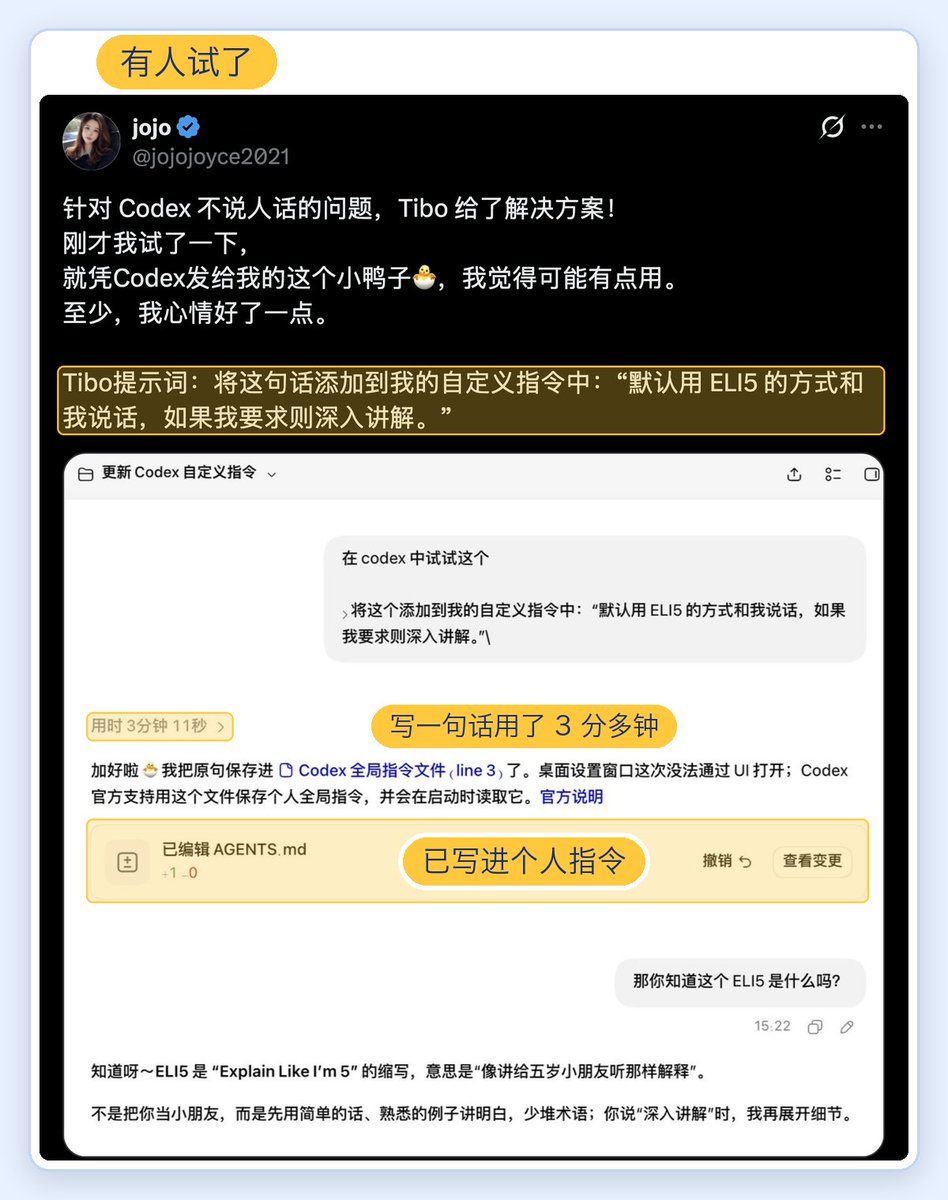 有人试了
jojo
@jojojoyce2021
针对 Codex 不说人话的问题，Tibo 给了解决方案！
刚才我试了一下，
就凭Codex发给我的这个小鸭子🐣，我觉得可能有点用。
至少，我心情好了一点。
Tibo提示词：将这句话添加到我的自定义指令中：“默认用 ELI5 的方式和
我说话，如果我要求则深入讲解。”
更新 Codex 自定义指令
在 codex 中试试这个
›将这个添加到我的自定义指令中：“默认用 ELI5 的方式和我说话，如果
我要求则深入讲解。”\
用时 3分钟 11秒 ›
写一句话用了 3 分多钟
加好啦 🐣 我把原句保存进 Codex 全局指令文件 (line 3) 了。桌面设置窗口这次没法通过 UI 打开；Codex
官方支持用这个文件保存个人全局指令，并会在启动时读取它。官方说明
已编辑 AGENTS.md
+1 -0
已写进个人指令
撤销
查看变更
那你知道这个 ELI5 是什么吗？
15:22
知道呀～ELI5 是 “Explain Like I’m 5” 的缩写，意思是“像讲给五岁小朋友听那样解释”。
不是把你当小朋友，而是先用简单的话、熟悉的例子讲明白，少堆术语；你说“深入讲解”时，我再展开细节。